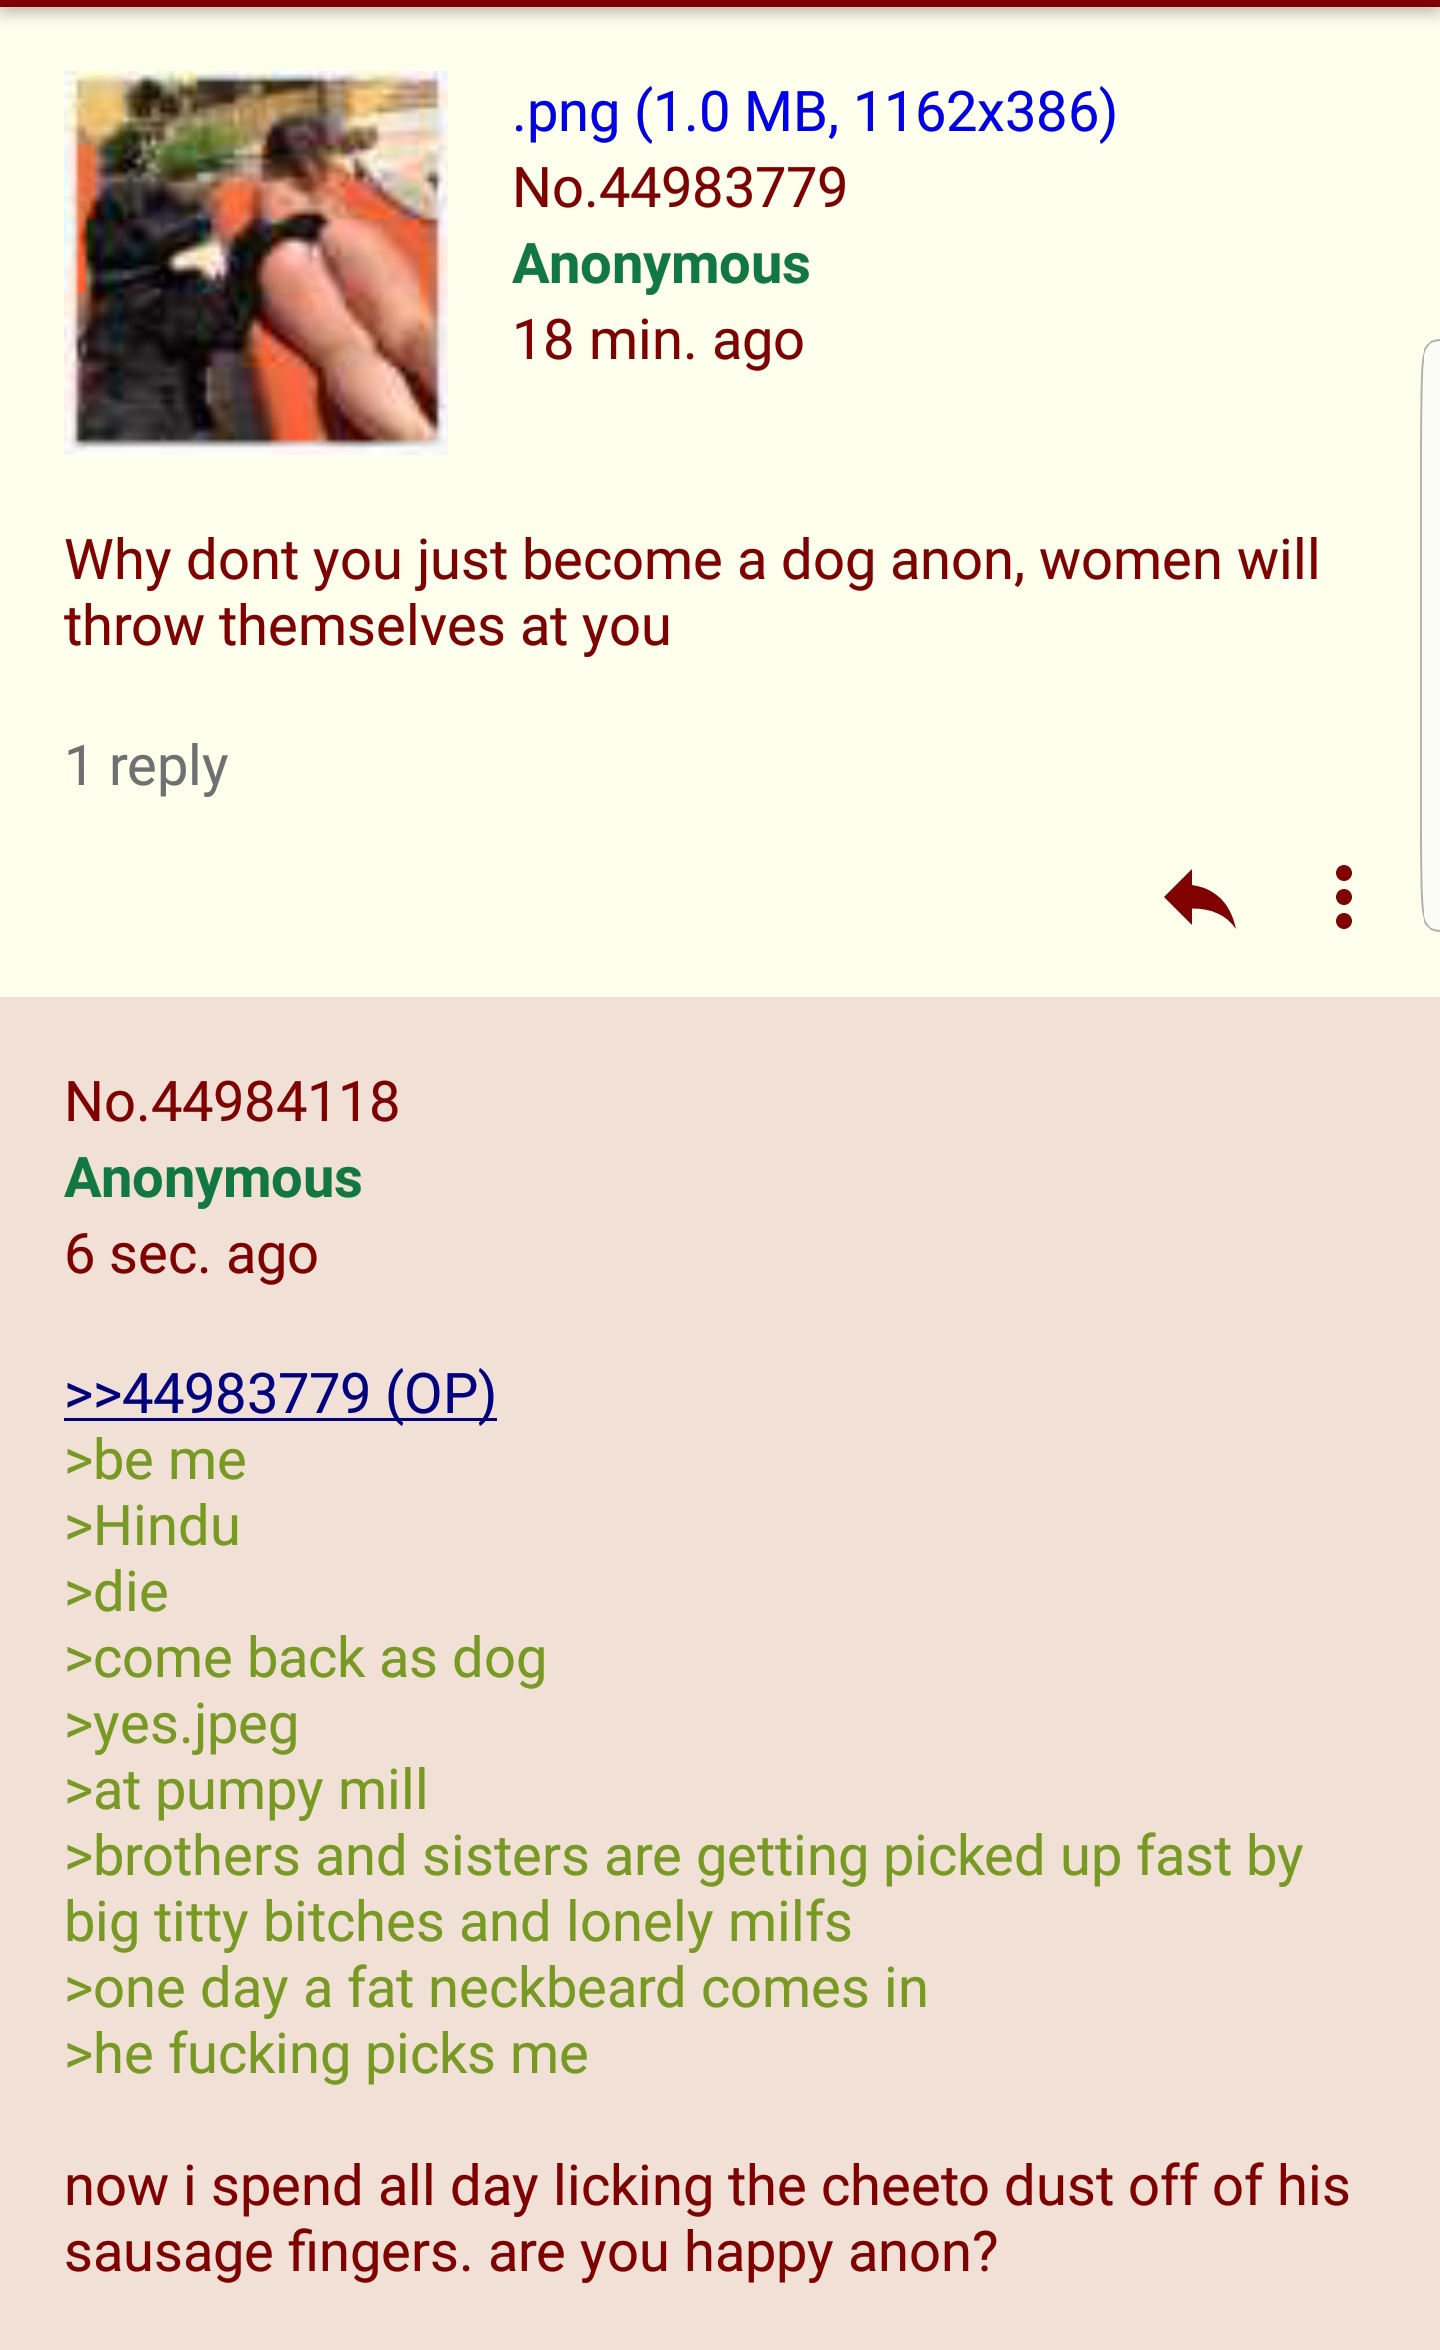 .png (1.0 MB, 1162x386)
No.44983779
Anonymous
18 min. ago
Why dont you just become a dog anon, women will
throw themselves at you
1 reply
No.44984118
Anonymous
6 sec. ago
>>44983779 (OP)
>be me
>Hindu
>die
>come back as dog
>yes.jpeg
>at pumpy mill
>brothers and sisters are getting picked up fast by
big titty bitches and lonely milfs
>one day a fat neckbeard comes in
>he fucking picks me
now i spend all day licking the cheeto dust off of his
sausage fingers. are you happy anon?